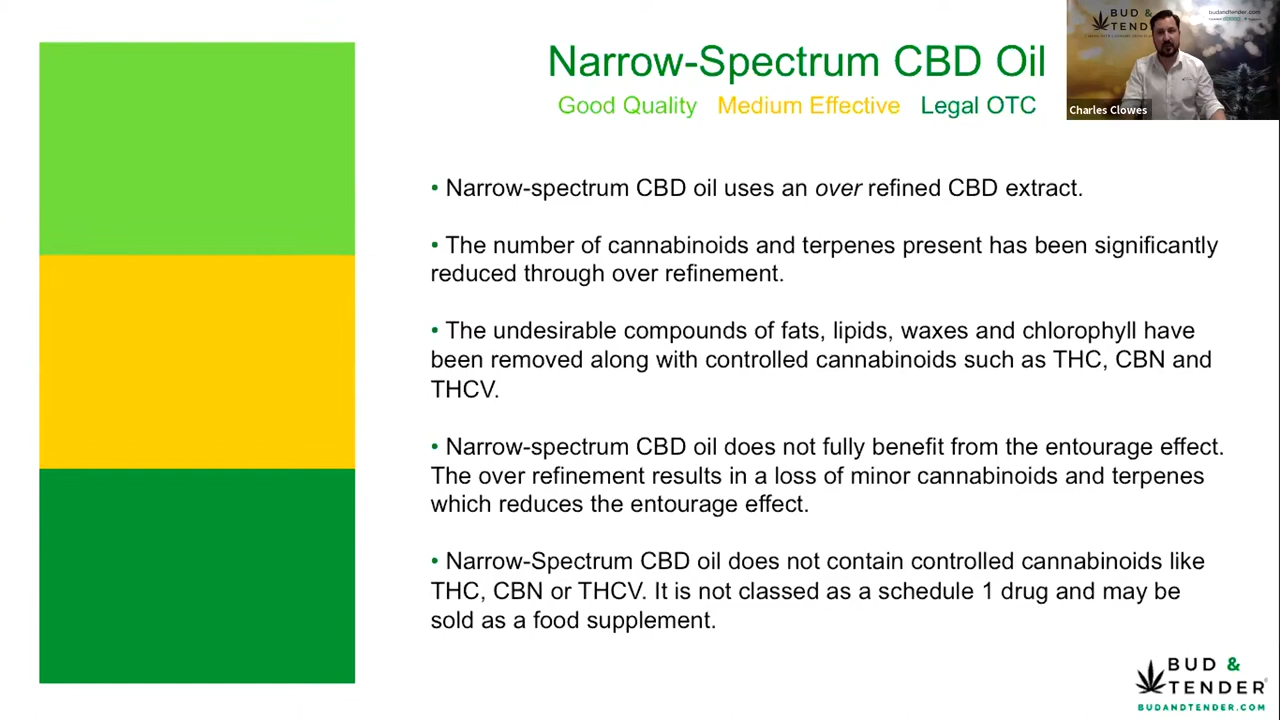 Narrow-Spectrum CBD Oil
Good Quality Medium Effective Legal OTC
BUD &
TENDE
budandtender.com
Charles Clowes
• Narrow-spectrum CBD oil uses an over refined CBD extract.
• The number of cannabinoids and terpenes present has been significantly
reduced through over refinement.
• The undesirable compounds of fats, lipids, waxes and chlorophyll have
been removed along with controlled cannabinoids such as THC, CBN and
THCV.
• Narrow-spectrum CBD oil does not fully benefit from the entourage effect.
The over refinement results in a loss of minor cannabinoids and terpenes
which reduces the entourage effect.
• Narrow-Spectrum CBD oil does not contain controlled cannabinoids like
THC, CBN or THCV. It is not classed as a schedule 1 drug and may be
sold as a food supplement.
BUD &
TENDER
BUDANDTENDER.COM